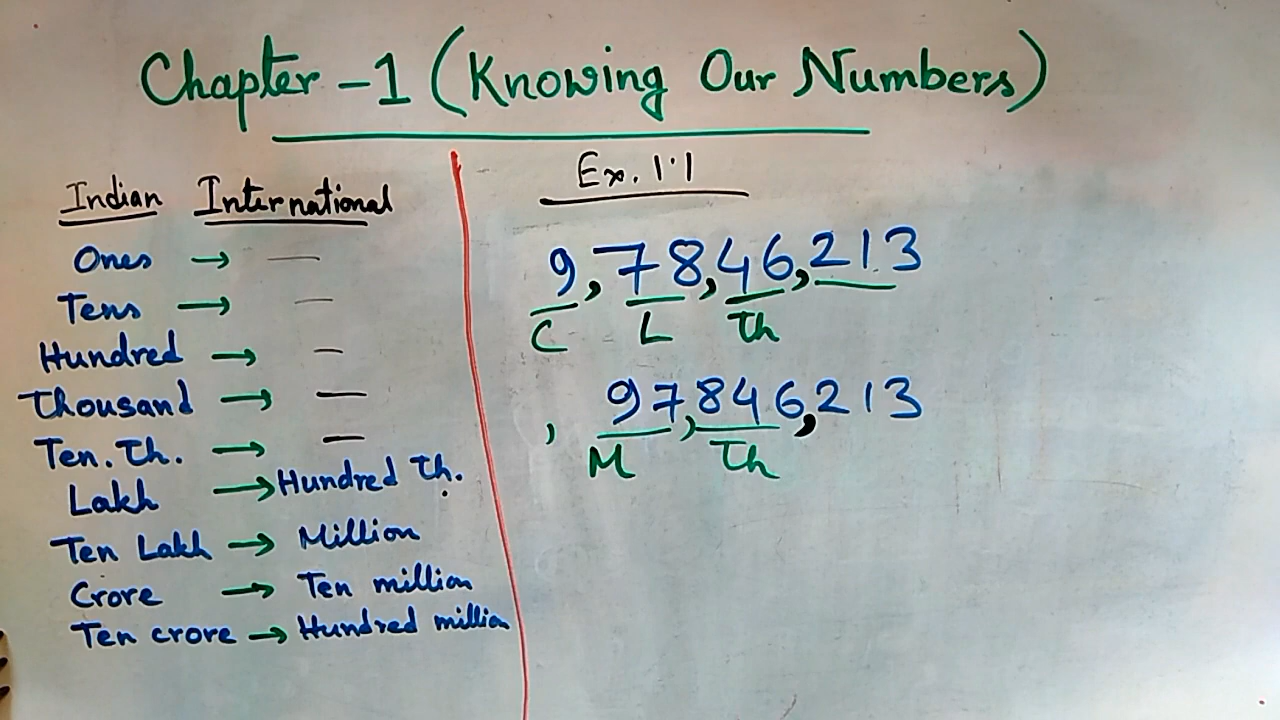 Chapter -1 (Knowing Our Numbers)
Indian International
Ones → —
Tens → —
Hundred → —
Thousand → —
Ten. Th. → —
Lakh → Hundred Th.
Ten Lakh → Million
Crore → Ten million
Ten crore → Hundred million
Ex. 1.1
9,78,46,213
C L Th
, 97,846,213
M Th